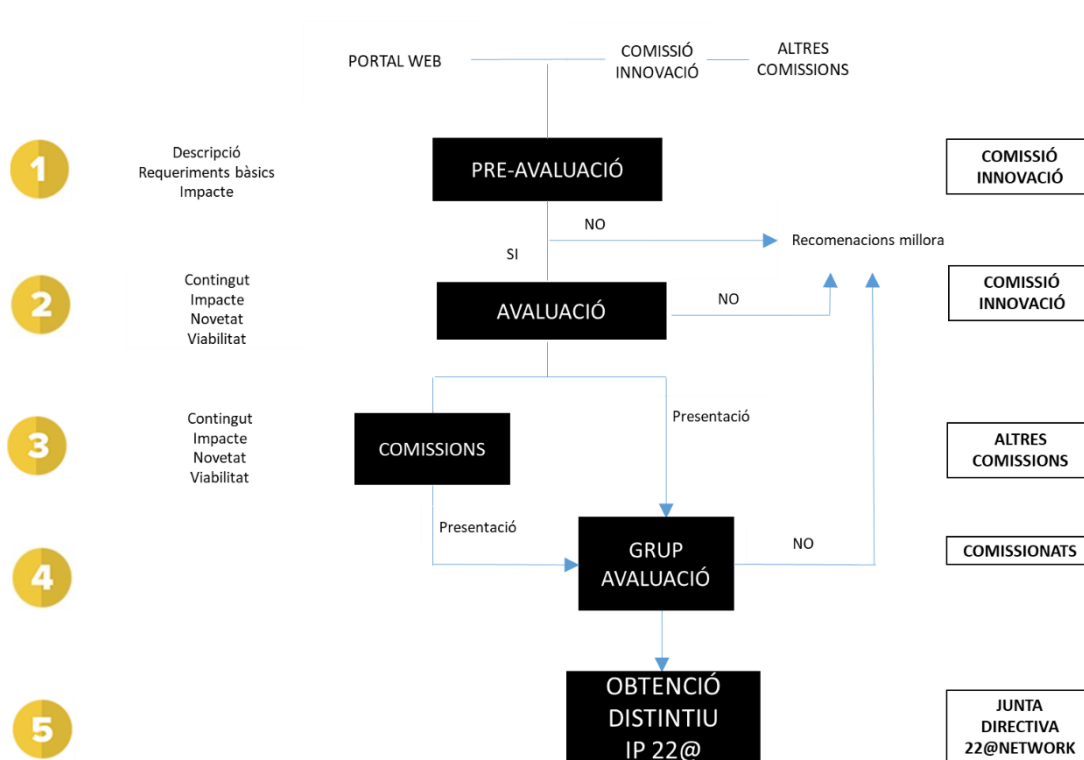 PORTAL WEB
COMISSIÓ
INNOVACIÓ
ALTRES
COMISSIONS
1
Descripció
Requeriments bàsics
Impacte
PRE-AVALUACIÓ
COMISSIÓ
INNOVACIÓ
NO
Recomenacions millora
SI
2
Contingut
Impacte
Novetat
Viabilitat
AVALUACIÓ
NO
COMISSIÓ
INNOVACIÓ
3
Contingut
Impacte
Novetat
Viabilitat
COMISSIONS
Presentació
ALTRES
COMISSIONS
Presentació
4
GRUP
AVALUACIÓ
NO
COMISSIONATS
5
OBTENCIÓ
DISTINTIU
IP 22@
JUNTA
DIRECTIVA
22@NETWORK